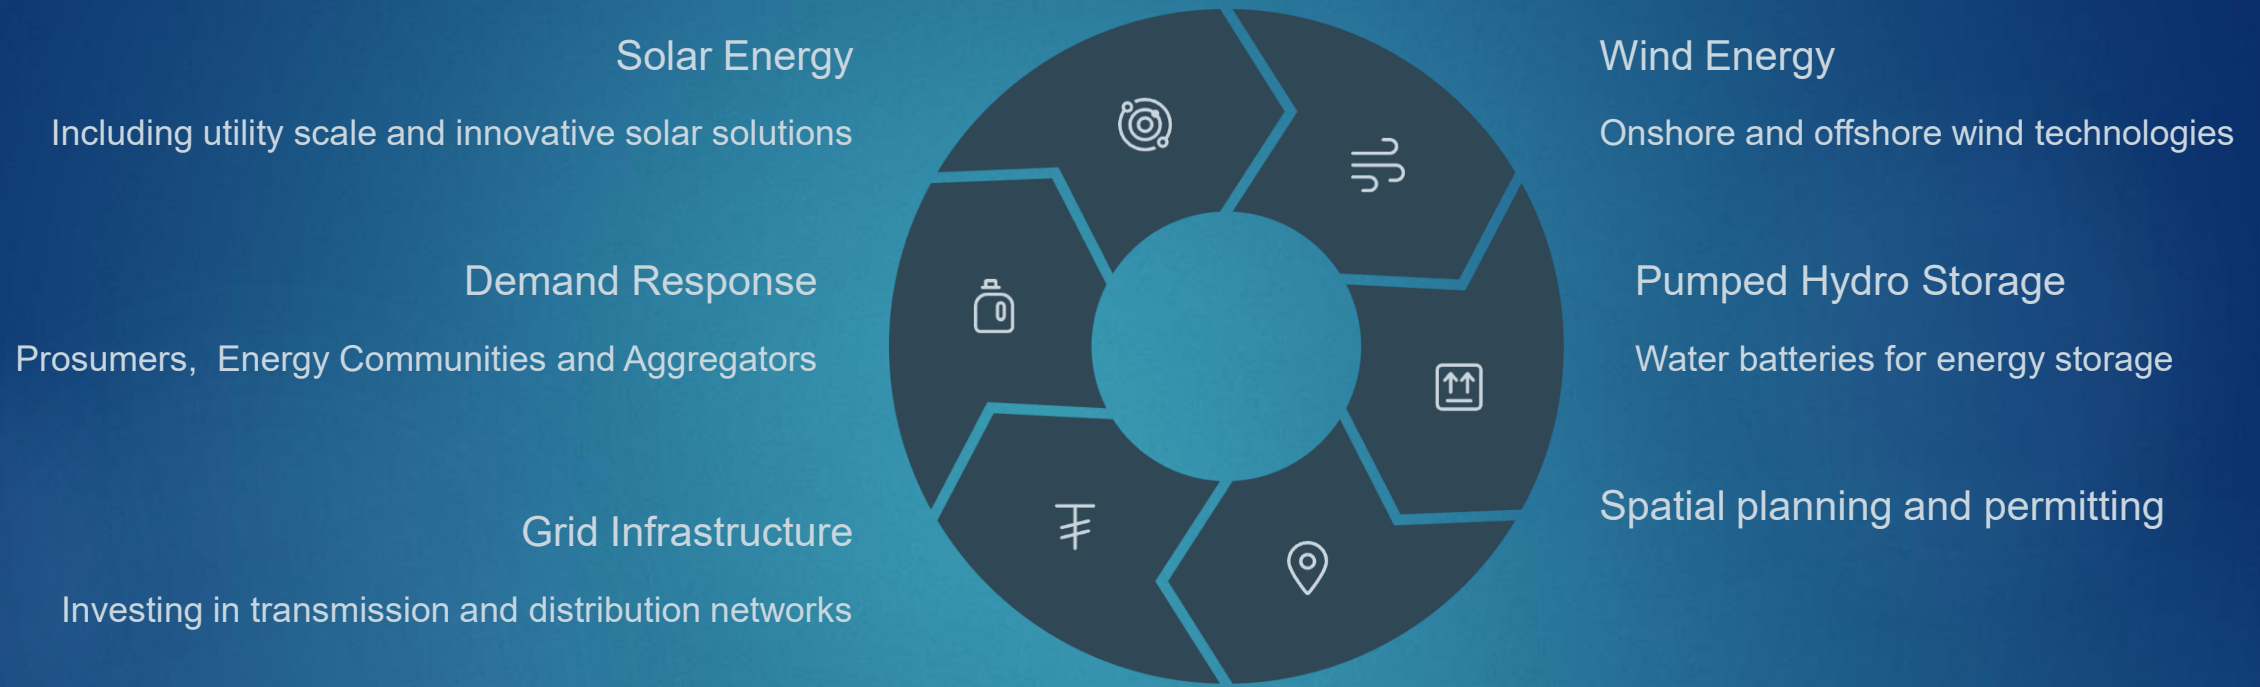 Solar Energy
Including utility scale and innovative solar solutions
Demand Response
Prosumers,  Energy Communities and Aggregators
Grid Infrastructure
Investing in transmission and distribution networks
Wind Energy
Onshore and offshore wind technologies
Pumped Hydro Storage
Water batteries for energy storage
Spatial planning and permitting